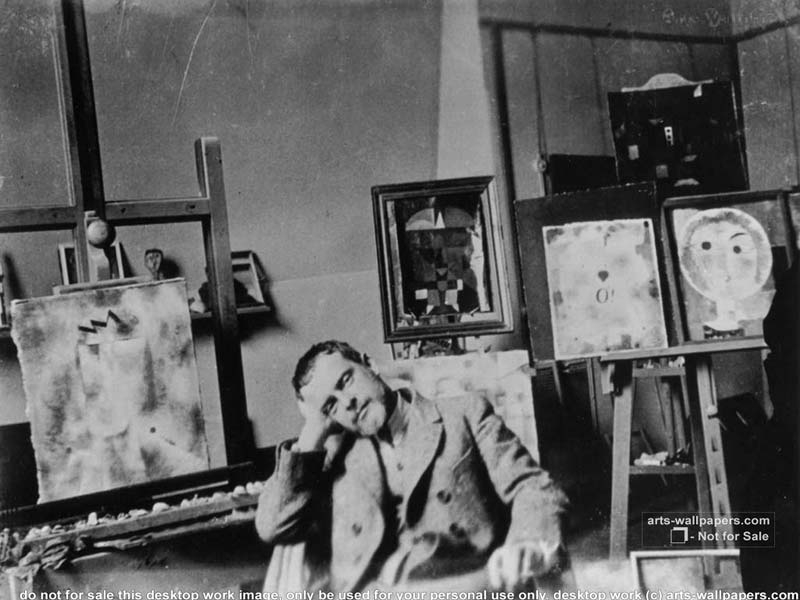 O!
arts-wallpapers.com
- Not for Sale
do not for sale this desktop work image, only be used for your personal use only. desktop work (c) arts-wallpapers.com